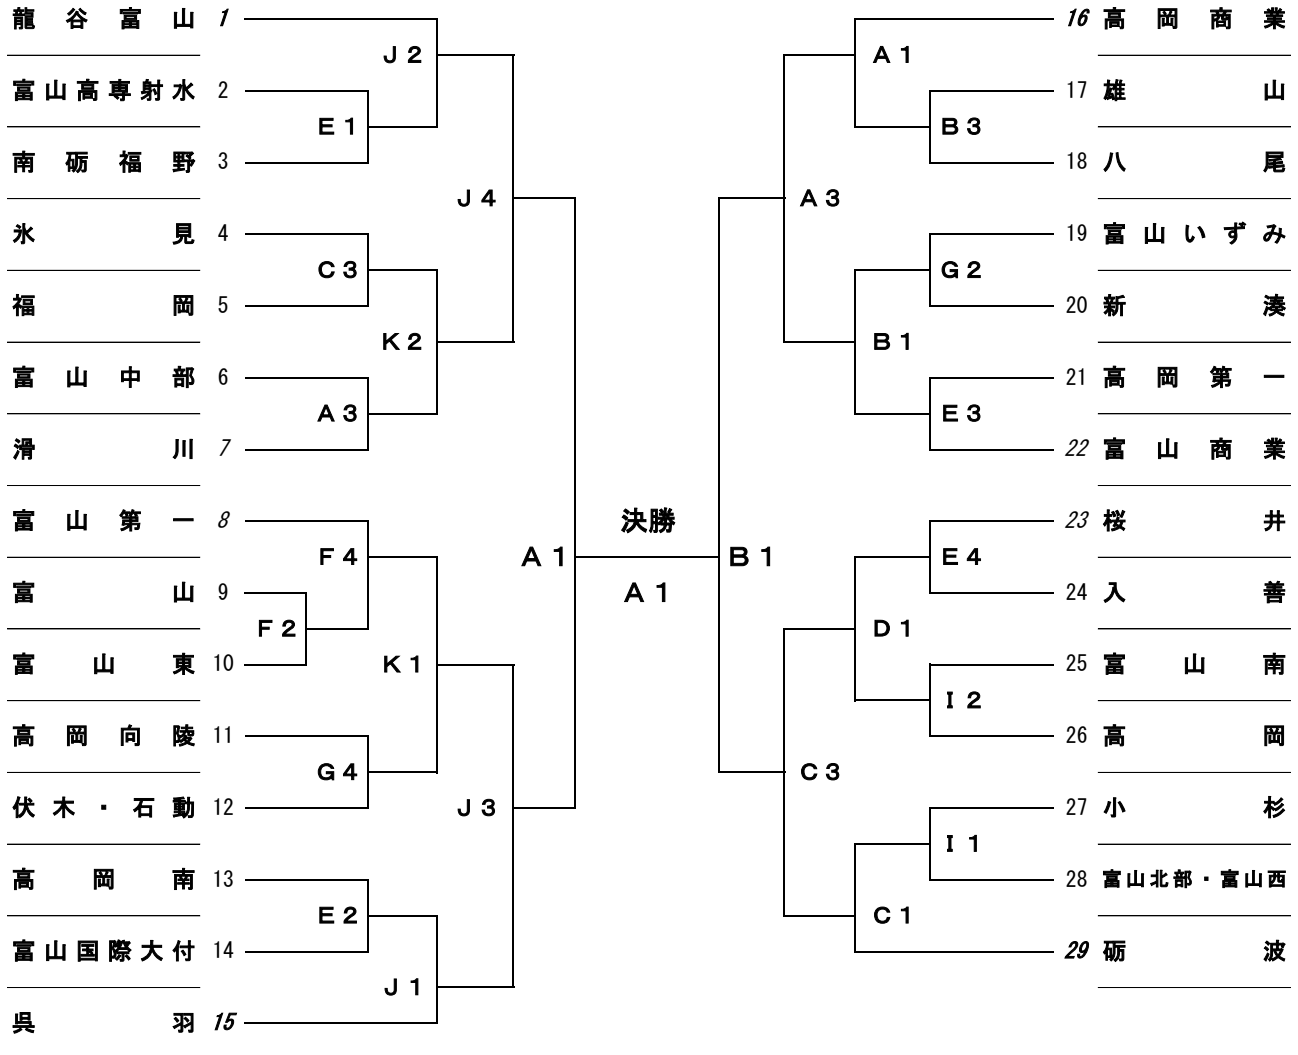 龍谷富山 1
J2
富山高専射水 2
E1
南砺福野 3
J4
氷見 4
C3
福岡 5
K2
富山中部 6
A3
滑川 7
富山第一 8
F4
A1
富山 9
F2
富山東 10
K1
高岡向陵 11
G4
伏木・石動 12
J3
高岡南 13
E2
富山国際大付 14
J1
呉羽 15
決勝
A1
16 高岡商業
A1
17 雄山
B3
18 八尾
A3
19 富山いずみ
G2
20 新湊
B1
21 高岡第一
E3
22 富山商業
23 桜井
E4
B1
24 入善
D1
25 富山南
I2
26 高岡
C3
27 小杉
I1
28 富山北部・富山西
C1
29 砺波